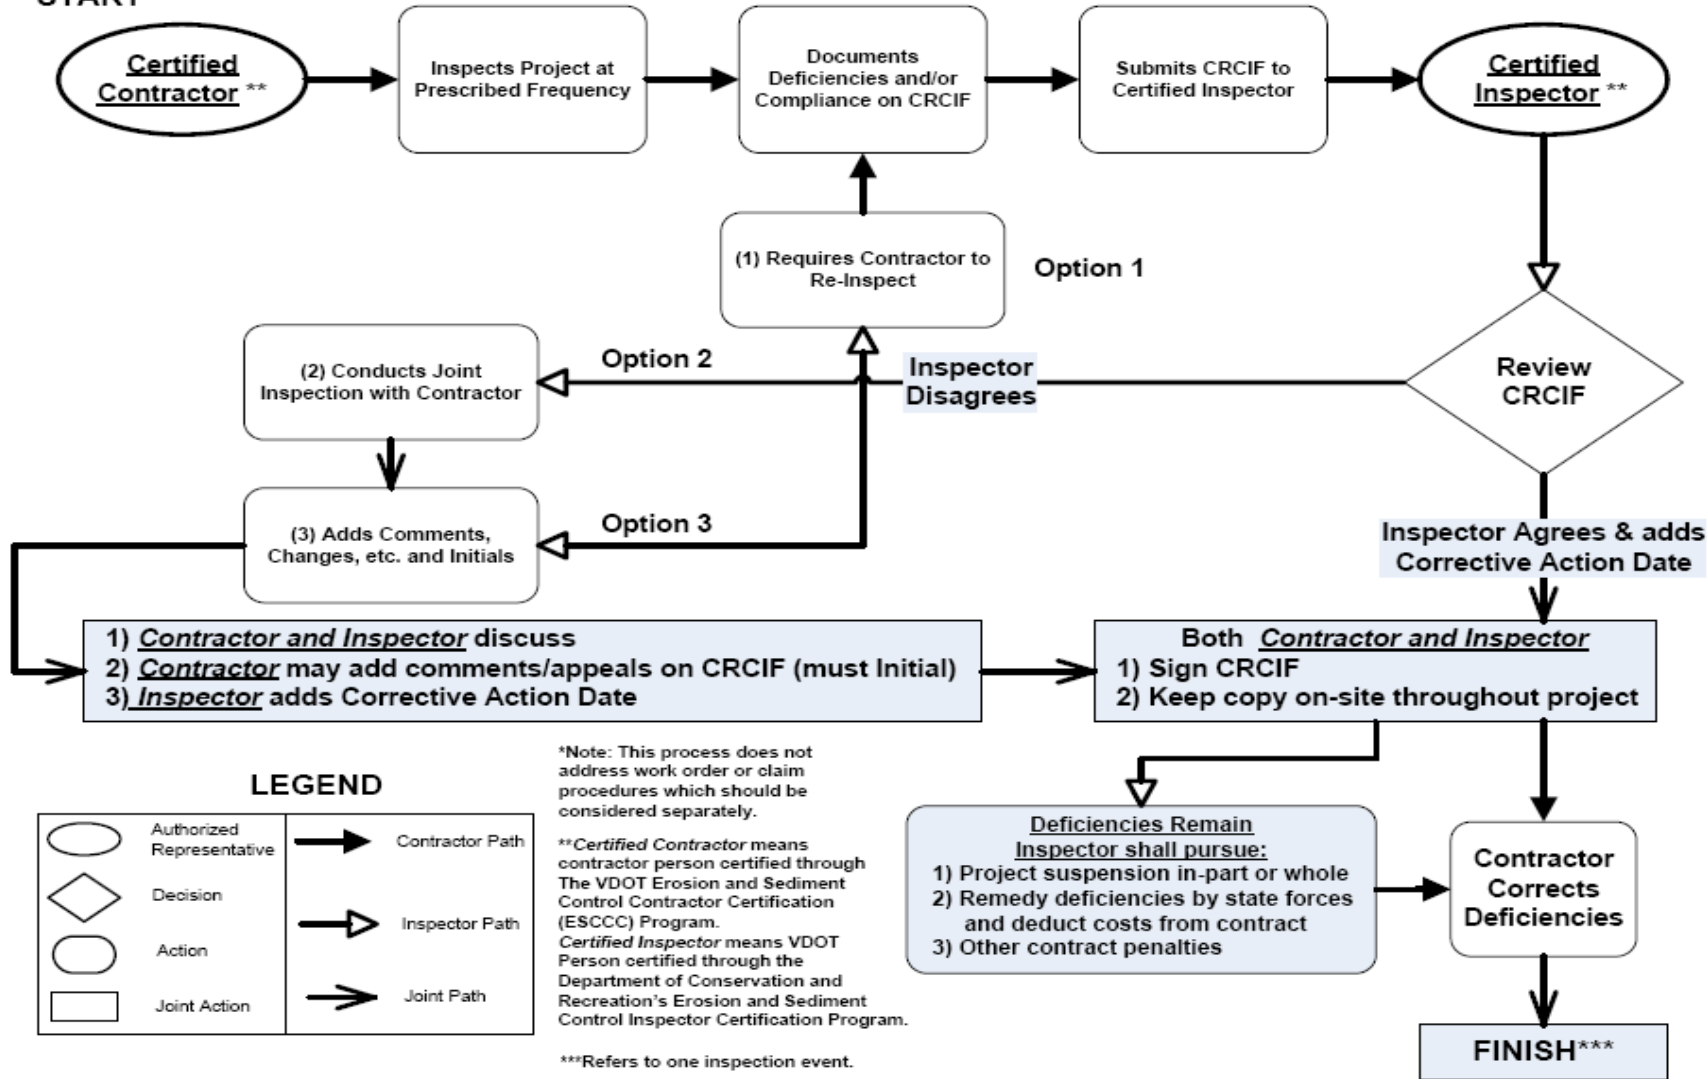 START
Certified
Contractor **
Inspects Project at
Prescribed Frequency
Documents
Deficiencies and/or
Compliance on CRCIF
Submits CRCIF to
Certified Inspector
Certified
Inspector **
(1) Requires Contractor to
Re-Inspect
Option 1
(2) Conducts Joint
Inspection with Contractor
Option 2
Inspector
Disagrees
Review
CRCIF
(3) Adds Comments,
Changes, etc. and Initials
Option 3
Inspector Agrees & adds
Corrective Action Date
1) Contractor and Inspector discuss
2) Contractor may add comments/appeals on CRCIF (must Initial)
3) Inspector adds Corrective Action Date
Both Contractor and Inspector
1) Sign CRCIF
2) Keep copy on-site throughout project
LEGEND
Authorized
Representative
Decision
Action
Joint Action
Contractor Path
Inspector Path
Joint Path
*Note: This process does not
address work order or claim
procedures which should be
considered separately.
**Certified Contractor means
contractor person certified through
The VDOT Erosion and Sediment
Control Contractor Certification
(ESCCC) Program.
Certified Inspector means VDOT
Person certified through the
Department of Conservation and
Recreation's Erosion and Sediment
Control Inspector Certification Program.
***Refers to one inspection event.
Deficiencies Remain
Inspector shall pursue:
1) Project suspension in-part or whole
2) Remedy deficiencies by state forces
and deduct costs from contract
3) Other contract penalties
Contractor
Corrects
Deficiencies
FINISH***